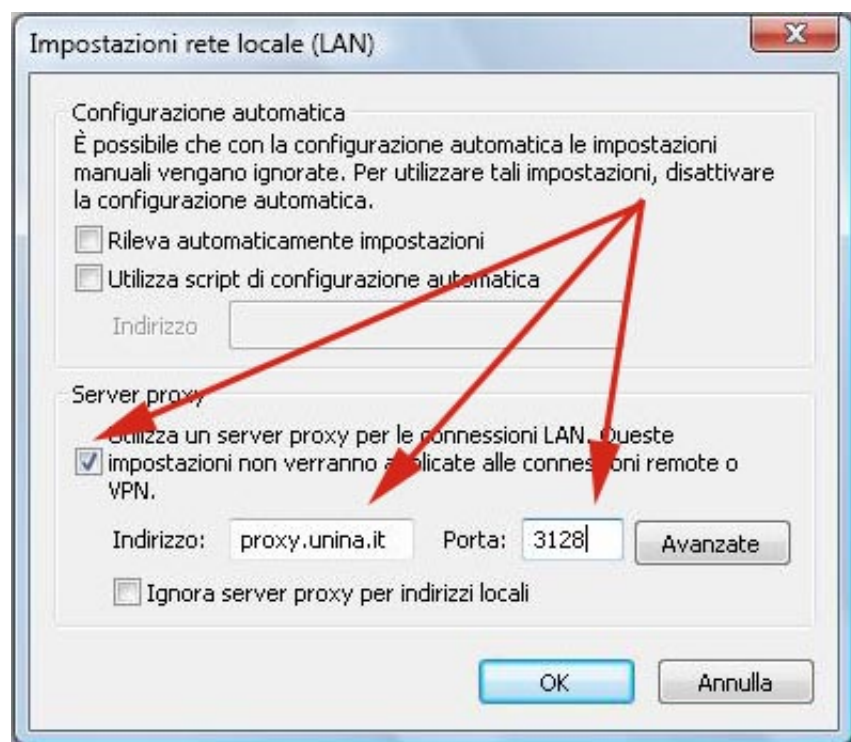 Impostazioni rete locale (LAN)
Configurazione automatica
È possibile che con la configurazione automatica le impostazioni
manuali vengano ignorate. Per utilizzare tali impostazioni, disattivare
la configurazione automatica.
Rileva automaticamente impostazioni
Utilizza script di configurazione automatica
Indirizzo
Server proxy
Utilizza un server proxy per le connessioni LAN. Queste
impostazioni non verranno applicate alle connessioni remote o
VPN.
Indirizzo: proxy.unina.it Porta: 3128 Avanzate
Ignora server proxy per indirizzi locali
OK Annulla